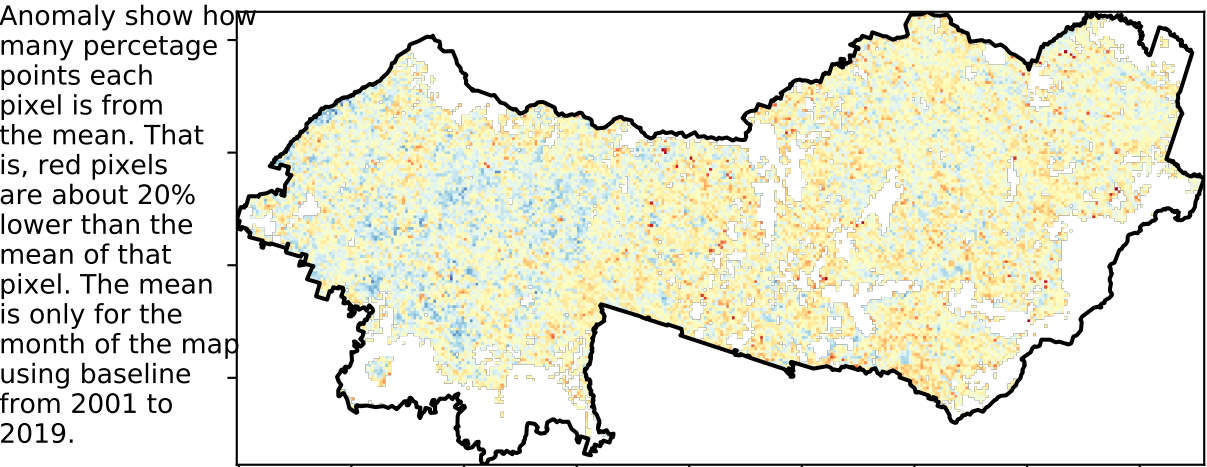 Anomaly show how
many percetage
points each
pixel is from
the mean. That
is, red pixels
are about 20%
lower than the
mean of that
pixel. The mean
is only for the
month of the map
using baseline
from 2001 to
2019.